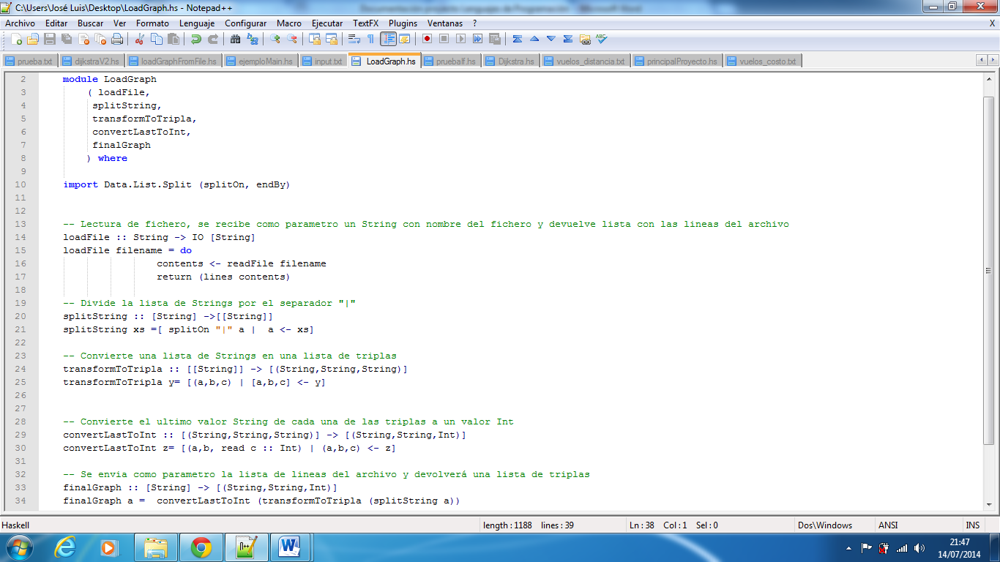 C:\Users\José Luis\Desktop\LoadGraph.hs - Notepad++
Archivo Editar Buscar Ver Formato Lenguaje Configurar Macro Ejecutar TextFX Plugins Ventanas ? X
prueba.txt dijkstraV2.hs loadGraphFromFile.hs ejemploMain.hs input.txt LoadGraph.hs pruebaIf.hs Dijkstra.hs vuelos_distancia.txt principalProyecto.hs vuelos_costo.txt
2 module LoadGraph
3 ( loadFile,
4 splitString,
5 transformToTripla,
6 convertLastToInt,
7 finalGraph
8 ) where
9
10 import Data.List.Split (splitOn, endBy)
11
12
13 -- Lectura de fichero, se recibe como parametro un String con nombre del fichero y devuelve lista con las lineas del archivo
14 loadFile :: String -> IO [String]
15 loadFile filename = do
16 contents <- readFile filename
17 return (lines contents)
18
19 -- Divide la lista de Strings por el separador "|"
20 splitString :: [String] ->[[String]]
21 splitString xs =[ splitOn "|" a |  a <- xs]
22
23 -- Convierte una lista de Strings en una lista de triplas
24 transformToTripla :: [[String]] -> [(String,String,String)]
25 transformToTripla y= [(a,b,c) | [a,b,c] <- y]
26
27
28 -- Convierte el ultimo valor String de cada una de las triplas a un valor Int
29 convertLastToInt :: [(String,String,String)] -> [(String,String,Int)]
30 convertLastToInt z= [(a,b, read c :: Int) | (a,b,c) <- z]
31
32 -- Se envia como parametro la lista de lineas del archivo y devolverá una lista de triplas
33 finalGraph :: [String] -> [(String,String,Int)]
34 finalGraph a =  convertLastToInt (transformToTripla (splitString a))
Haskell length : 1188 lines : 39 Ln : 38 Col : 1 Sel : 0 Dos\Windows ANSI INS
21:47
14/07/2014